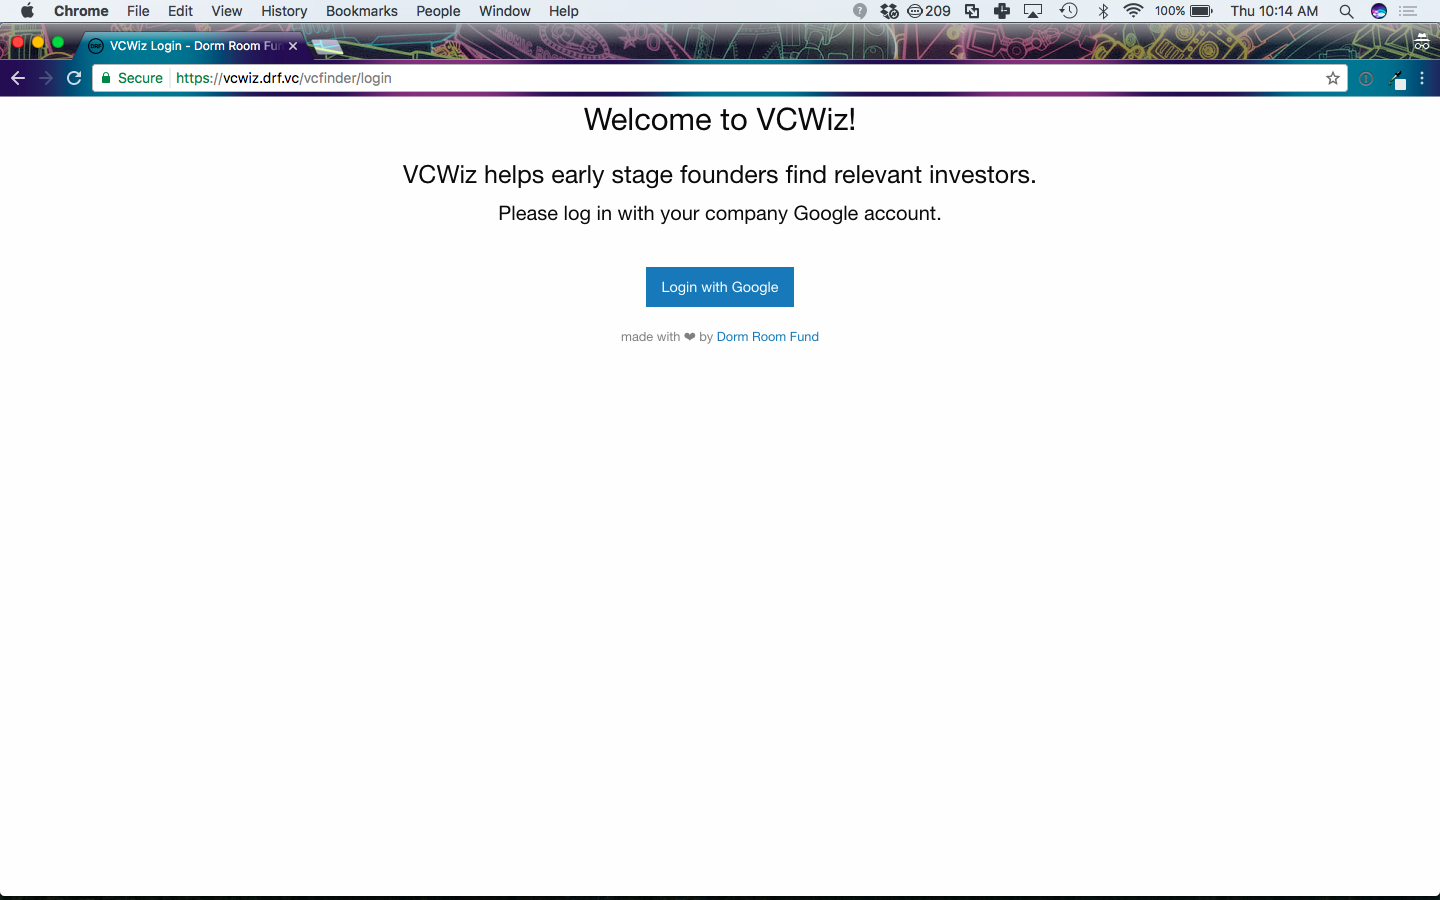 Chrome File Edit View History Bookmarks People Window Help 209 100% Thu 10:14 AM
VCWiz Login - Dorm Room Fu
Secure https://vcwiz.drf.vc/vcfinder/login
Welcome to VCWiz!
VCWiz helps early stage founders find relevant investors.
Please log in with your company Google account.
Login with Google
made with ❤ by Dorm Room Fund